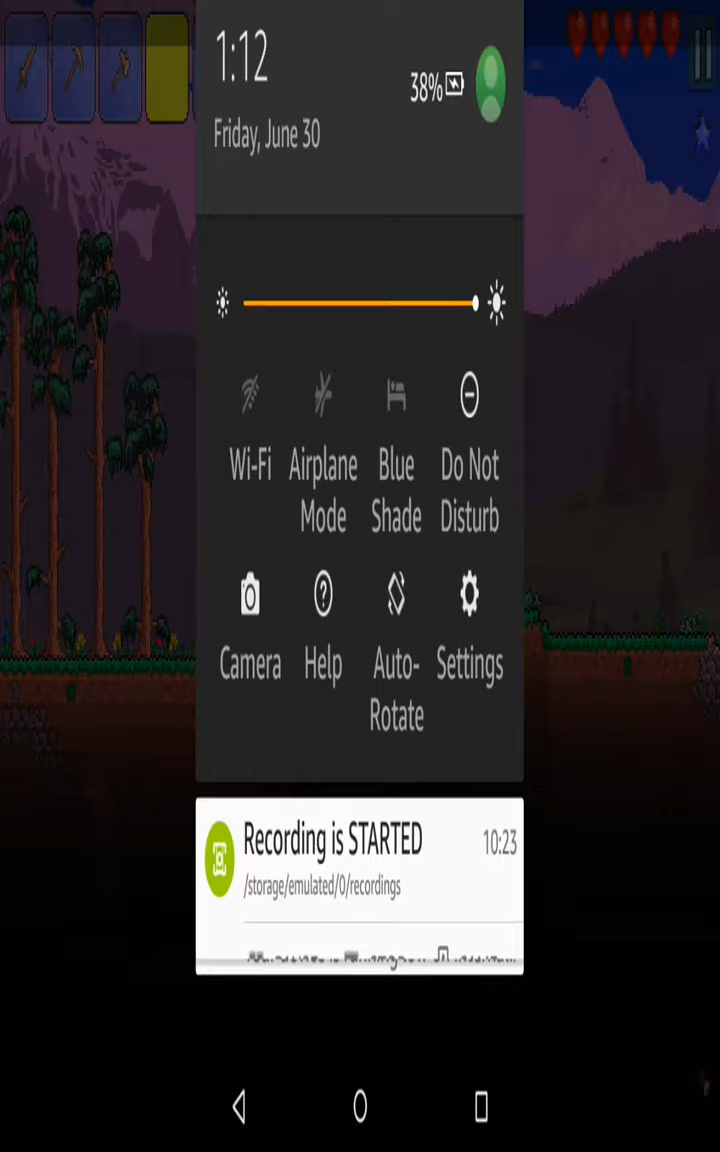 1:12
38%
Friday, June 30
Wi-Fi
Airplane
Mode
Blue
Shade
Do Not
Disturb
Camera
Help
Auto-
Rotate
Settings
Recording is STARTED
10:23
/storage/emulated/0/recordings